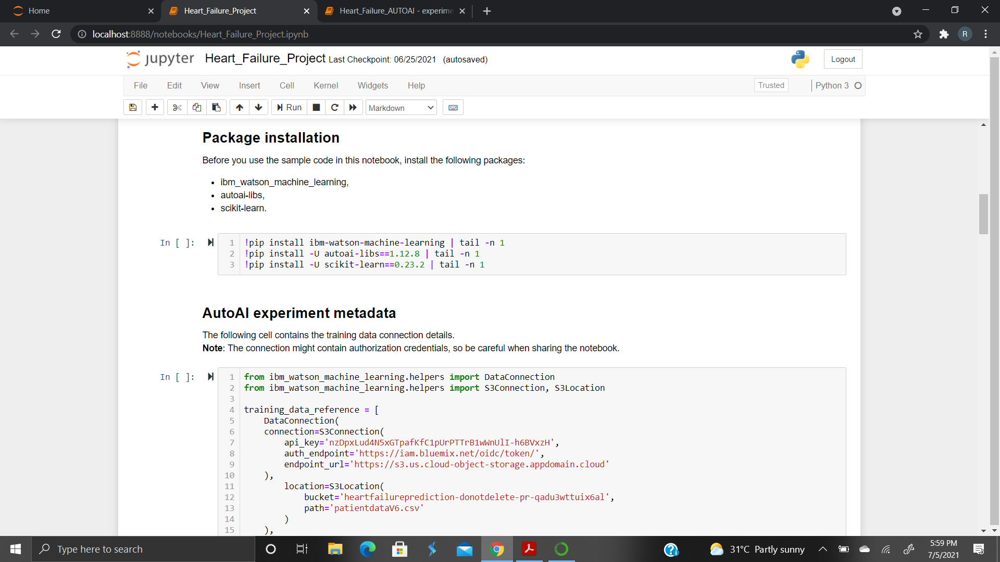 Home
Heart_Failure_Project
Heart_Failure_AUTOAI - experime
localhost:8888/notebooks/Heart_Failure_Project.ipynb
R
jupyter Heart_Failure_Project Last Checkpoint: 06/25/2021 (autosaved)
Logout
File Edit View Insert Cell Kernel Widgets Help
Trusted
Python 3
Run
Markdown
Package installation
Before you use the sample code in this notebook, install the following packages:
• ibm_watson_machine_learning,
• autoai-libs,
• scikit-learn.
In [ ]:
1 !pip install ibm-watson-machine-learning | tail -n 1
2 !pip install -U autoai-libs==1.12.8 | tail -n 1
3 !pip install -U scikit-learn==0.23.2 | tail -n 1
AutoAI experiment metadata
The following cell contains the training data connection details.
Note: The connection might contain authorization credentials, so be careful when sharing the notebook.
In [ ]:
1 from ibm_watson_machine_learning.helpers import DataConnection
2 from ibm_watson_machine_learning.helpers import S3Connection, S3Location
3
4 training_data_reference = [
5     DataConnection(
6     connection=S3Connection(
7         api_key='nzDpxLud4N5xGTpafKfC1pUrPTTrB1wWnUlI-h6BVxzH',
8         auth_endpoint='https://iam.bluemix.net/oidc/token/',
9         endpoint_url='https://s3.us.cloud-object-storage.appdomain.cloud'
10     ),
11         location=S3Location(
12             bucket='heartfailureprediction-donotdelete-pr-qadu3wttuix6al',
13             path='patientdataV6.csv'
14         )
15     ),
Type here to search
31°C Partly sunny
5:59 PM
7/5/2021